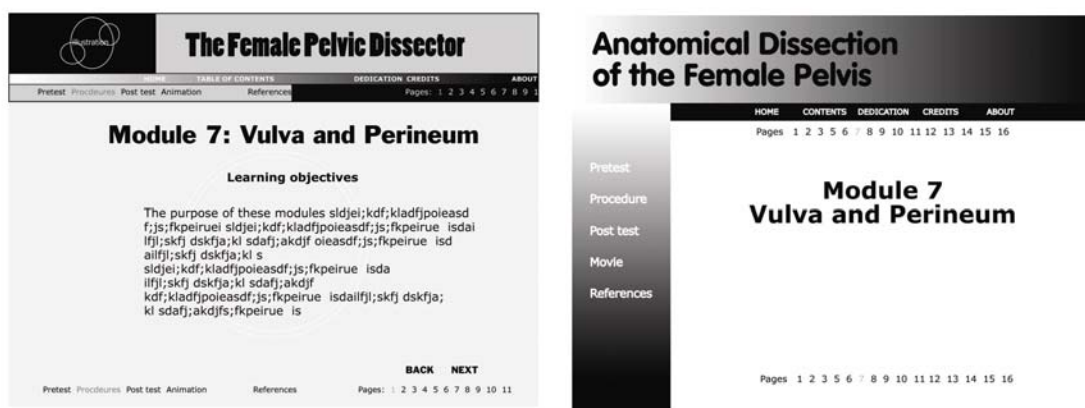 illustration
The Female Pelvic Dissector
HOME TABLE OF CONTENTS DEDICATION CREDITS ABOUT
Pretest Procdeures Post test Animation References Pages: 1 2 3 4 5 6 7 8 9 1
Module 7: Vulva and Perineum
Learning objectives
The purpose of these modules sldjei;kdf;kladfjpoieasd
f;js;fkpeiruei sldjei;kdf;kladfjpoieasdf;js;fkpeirue isdai
lfjl;skfj dskfja;kl sdafj;akdjf oieasdf;js;fkpeirue isd
ailfjl;skfj dskfja;kl s
sldjei;kdf;kladfjpoieasdf;js;fkpeirue isda
ilfjl;skfj dskfja;kl sdafj;akdjf
kdf;kladfjpoieasdf;js;fkpeirue isdailfjl;skfj dskfja;
kl sdafj;akdjfs;fkpeirue is
BACK NEXT
Pretest Procdeures Post test Animation References Pages: 1 2 3 4 5 6 7 8 9 10 11
Anatomical Dissection
of the Female Pelvis
HOME CONTENTS DEDICATION CREDITS ABOUT
Pages 1 2 3 4 5 6 7 8 9 10 11 12 13 14 15 16
Pretest
Procedure
Post test
Movie
References
Module 7
Vulva and Perineum
Pages 1 2 3 4 5 6 7 8 9 10 11 12 13 14 15 16